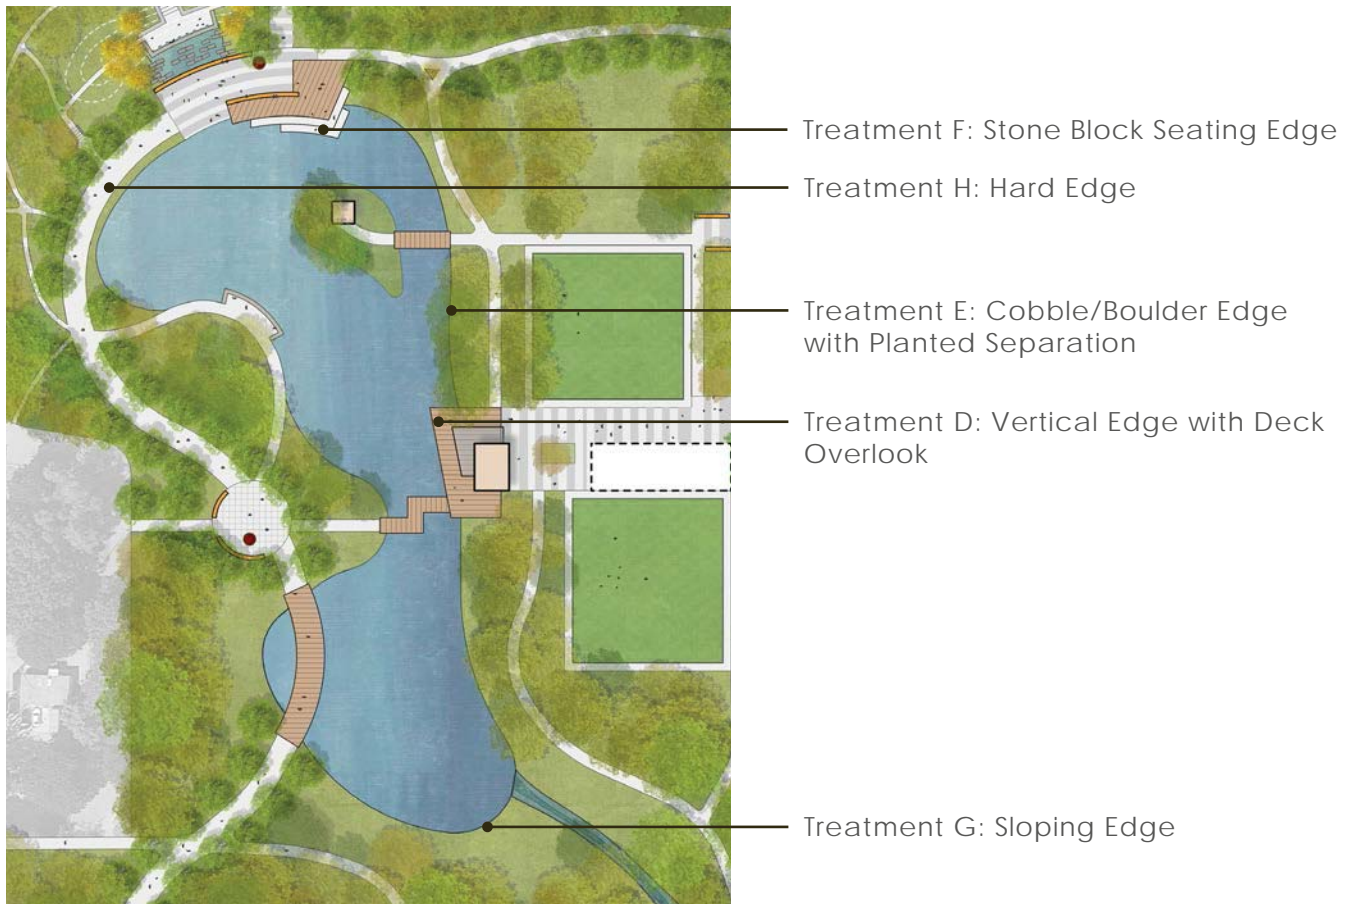 Treatment F: Stone Block Seating Edge
Treatment H: Hard Edge
Treatment E: Cobble/Boulder Edge
with Planted Separation
Treatment D: Vertical Edge with Deck
Overlook
Treatment G: Sloping Edge